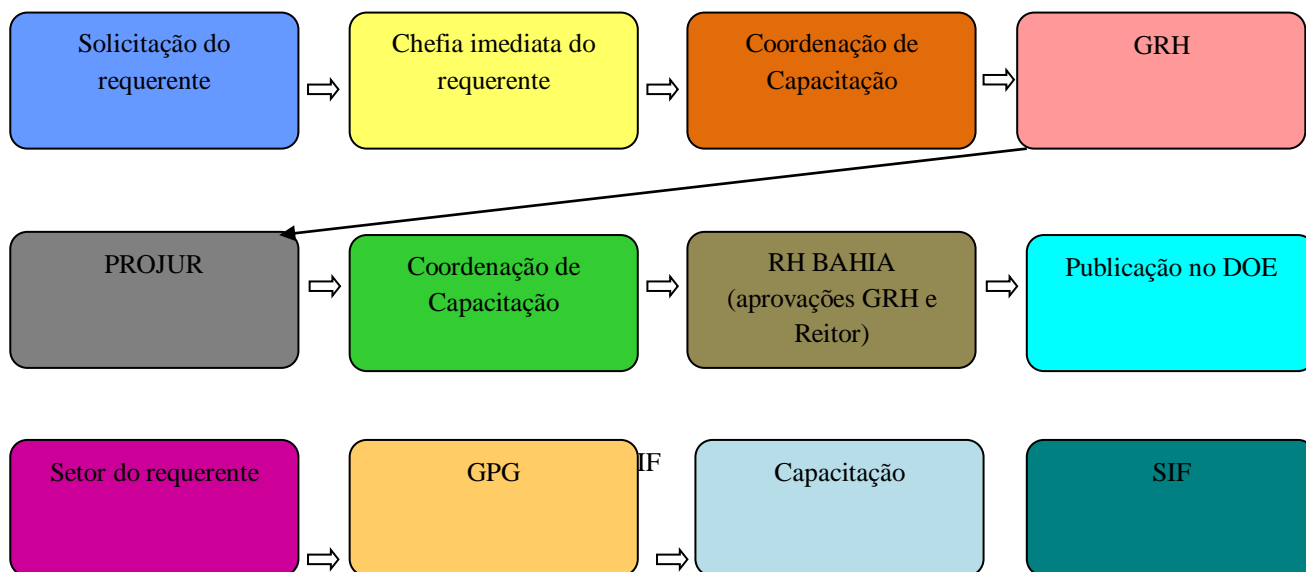 Solicitação do
requerente
Chefia imediata do
requerente
Coordenação de
Capacitação
GRH
PROJUR
Coordenação de
Capacitação
RH BAHIA
(aprovações GRH e
Reitor)
Publicação no DOE
Setor do requerente
GPG
IF
Capacitação
SIF